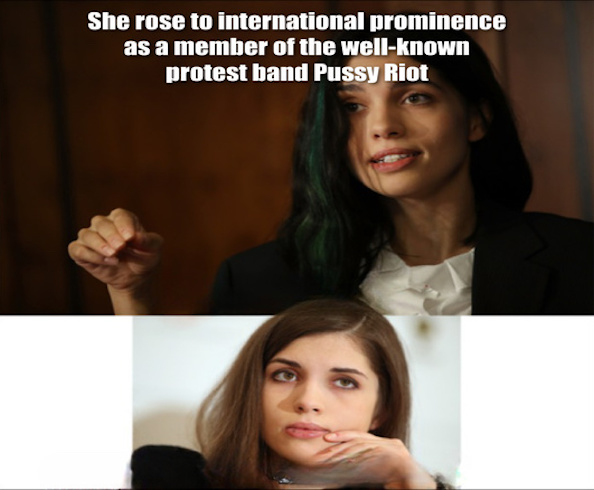 She rose to international prominence
as a member of the well-known
protest band Pussy Riot